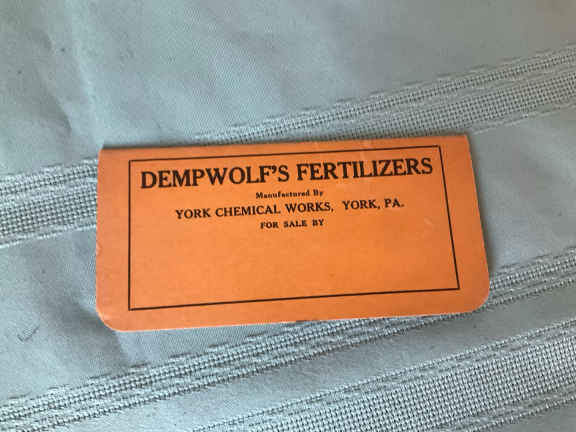 DEMPWOLF'S FERTILIZERS
Manufactured By
YORK CHEMICAL WORKS, YORK, PA.
FOR SALE BY